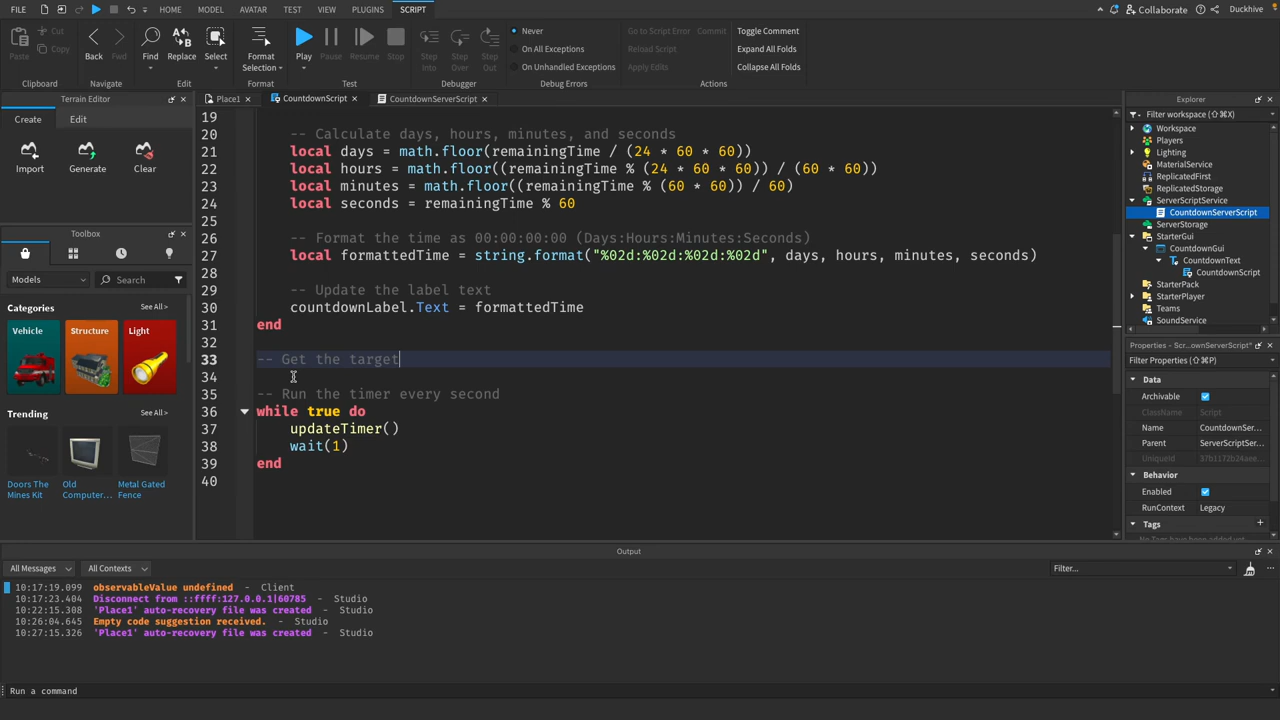 FILE HOME MODEL AVATAR TEST VIEW PLUGINS SCRIPT Collaborate Duckhive
Cut
Copy
Paste
Back Fwd Find Replace Select Format Selection Play Pause Resume Stop Step Into Step Over Step Out
Never
On All Exceptions
On Unhandled Exceptions
Go to Script Error Commit
Reload Script
Apply Edits
Toggle Comment
Expand All Folds
Collapse All Folds
Clipboard Navigate Edit Format Test Debugger Debug Errors Actions
Terrain Editor
Create Edit
Import Generate Clear
Toolbox
Models Search
Categories See All >
Vehicle Structure Light
Trending See All >
Doors The Mines Kit
Old Computer...
Metal Gated Fence
Place1 CountdownScript CountdownServerScript
19
20 -- Calculate days, hours, minutes, and seconds
21 local days = math.floor(remainingTime / (24 * 60 * 60))
22 local hours = math.floor((remainingTime % (24 * 60 * 60)) / (60 * 60))
23 local minutes = math.floor((remainingTime % (60 * 60)) / 60)
24 local seconds = remainingTime % 60
25
26 -- Format the time as 00:00:00:00 (Days:Hours:Minutes:Seconds)
27 local formattedTime = string.format("%02d:%02d:%02d:%02d", days, hours, minutes, seconds)
28
29 -- Update the label text
30 countdownLabel.Text = formattedTime
31 end
32
33 -- Get the target
34
35 -- Run the timer every second
36 while true do
37 updateTimer()
38 wait(1)
39 end
40
Explorer
Filter workspace (⇧⌘X)
Workspace
Players
Lighting
MaterialService
ReplicatedFirst
ReplicatedStorage
ServerScriptService
CountdownServerScript
ServerStorage
StarterGui
CountdownGui
CountdownText
CountdownScript
StarterPack
StarterPlayer
Teams
SoundService
Properties - Scr...ownServerScript"
Filter Properties (⇧⌘P)
Data
Archivable
ClassName Script
Name CountdownSer...
Parent ServerScriptSer...
UniqueId 37b1172b24aee...
Behavior
Enabled
RunContext Legacy
Tags
Output
All Messages All Contexts Filter...
10:17:19.099 observableValue undefined - Client
10:17:23.404 Disconnect from ::ffff:127.0.0.1|60785 - Studio
10:22:15.308 'Place1' auto-recovery file was created - Studio
10:26:04.645 Empty code suggestion received. - Studio
10:27:15.326 'Place1' auto-recovery file was created - Studio
Run a command